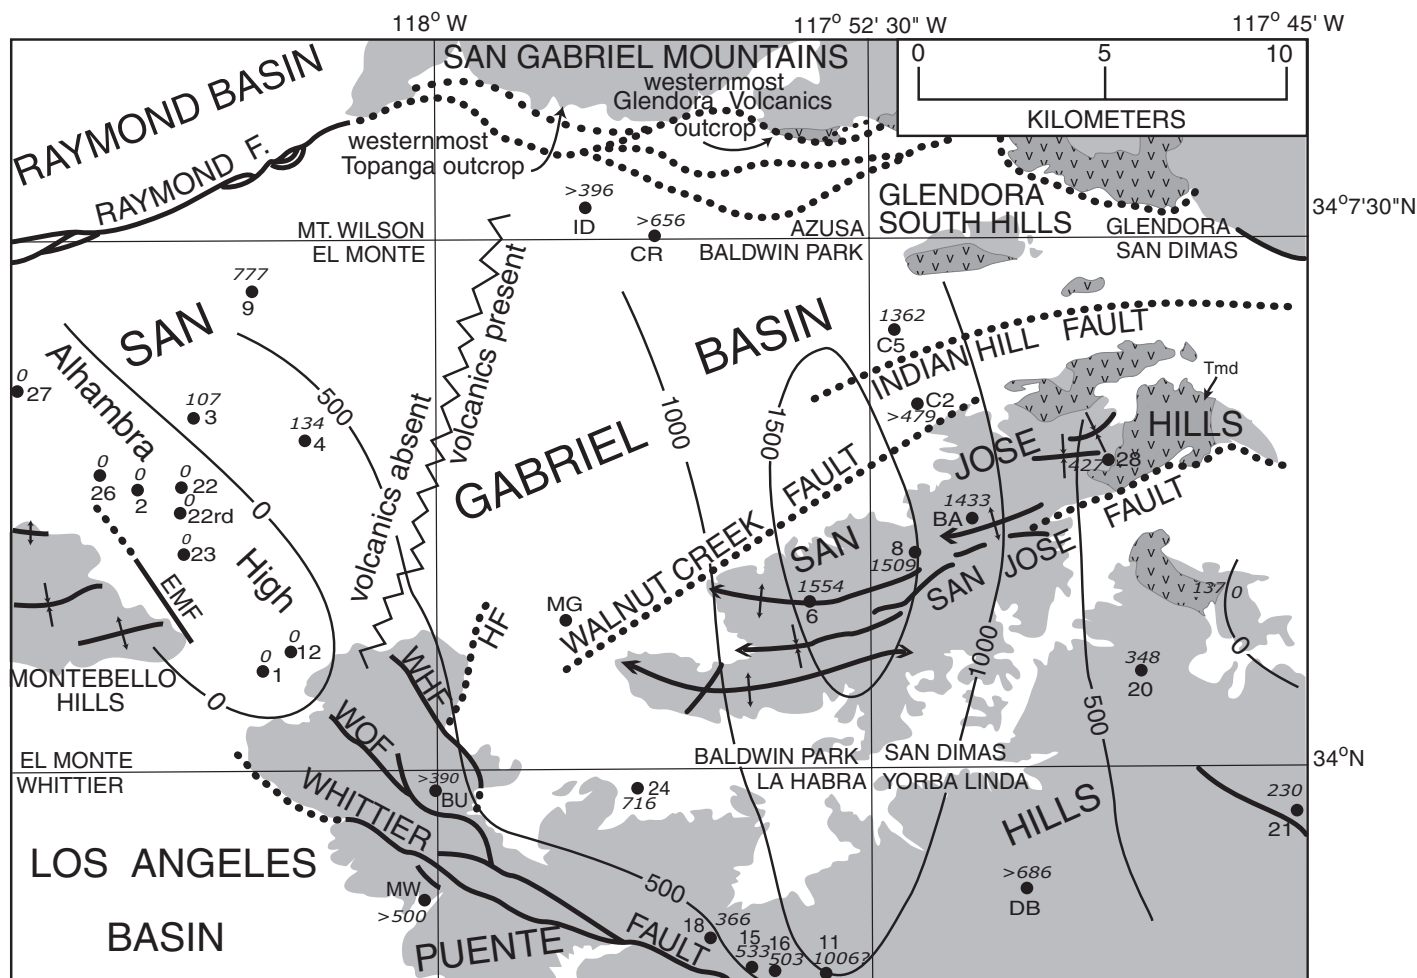 118° W
117° 52' 30" W
117° 45' W
RAYMOND BASIN
SAN GABRIEL MOUNTAINS
westernmost
Glendora Volcanics
outcrop
0
5
10
KILOMETERS
RAYMOND F.
westernmost
Topanga outcrop
>396
ID
>656
CR
GLENDORA
SOUTH HILLS
34°7'30"N
MT. WILSON
AZUSA
GLENDORA
EL MONTE
BALDWIN PARK
SAN DIMAS
777
9
SAN
volcanics present
volcanics absent
BASIN
1362
C5
INDIAN HILL FAULT
Tmd
Alhambra
High
0
27
107
3
134
4
500
1000
1500
C2
>479
HILLS
GABRIEL
JOSE
427
28
0
26
0
2
0
22
0
22rd
0
23
0
WALNUT CREEK FAULT
1433
BA
SAN JOSE FAULT
SAN
8
1509
EMF
MG
HF
1554
6
137
0
0
0
12
0
1
MONTEBELLO
HILLS
0
WHF
1000
348
20
500
WOF
EL MONTE
BALDWIN PARK
SAN DIMAS
34°N
WHITTIER
LA HABRA
YORBA LINDA
>390
BU
24
716
230
21
WHITTIER FAULT
HILLS
LOS ANGELES
BASIN
MW
>500
500
>686
DB
18
366
15
533
16
503
11
1006?
PUENTE